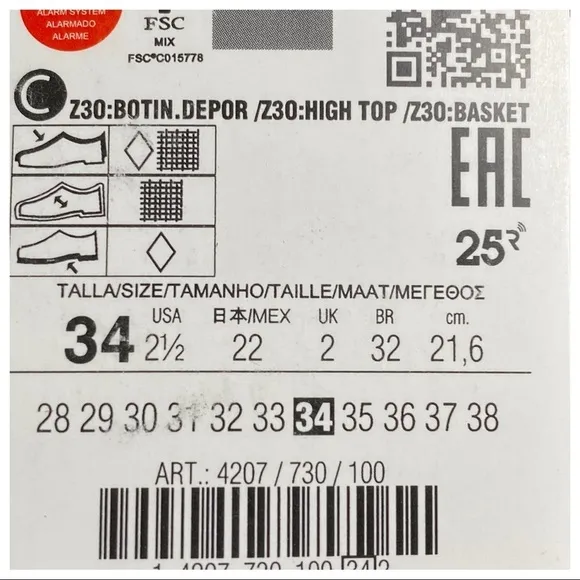 ALARM SYSTEM
ALARMADO
ALARME
FSC
MIX
FSC®C015778
C
Z30:BOTIN.DEPOR /Z30:HIGH TOP /Z30:BASKET
EAC
25R
TALLA/SIZE/TAMANHO/TAILLE/MAAT/ΜΕΓΕΘΟΣ
USA 日本/MEX UK BR cm.
34 2½ 22 2 32 21,6
28 29 30 31 32 33 34 35 36 37 38
ART.: 4207 / 730 / 100